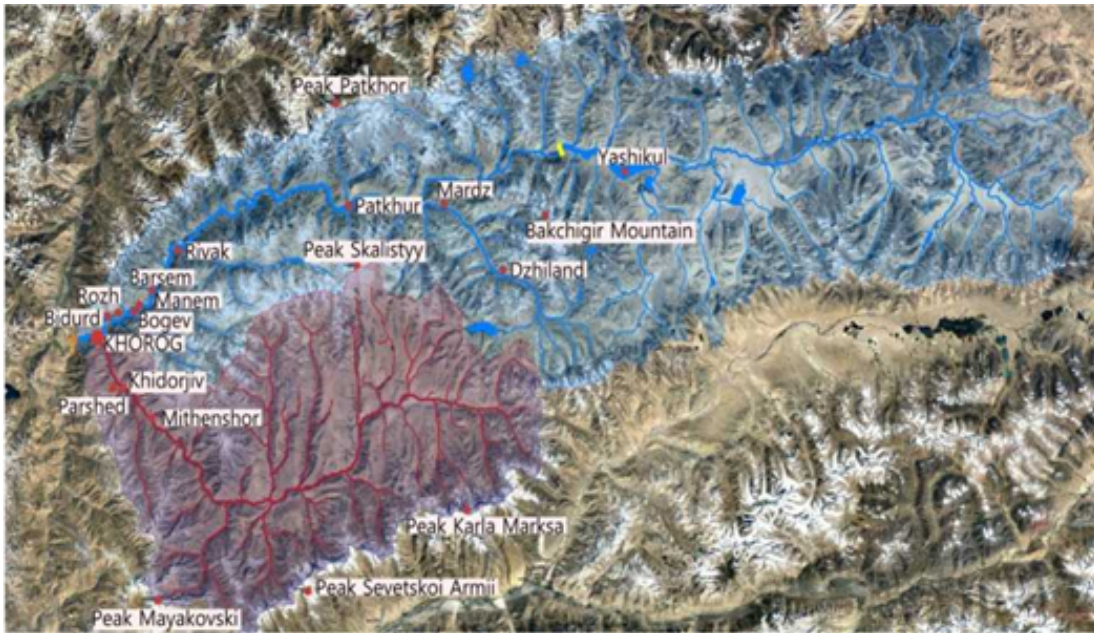 Peak Patkhor
Yashikul
Mardz
Patkhur
Bakchigir Mountain
Rivak
Peak Skalistyy
Dzhiland
Barsem
Rozh
Manem
Bidurd
Bogev
KHOROG
Khidorjiv
Parshed
Mithenshor
Peak Karla Marksa
Peak Sevetskoi Armii
Peak Mayakovski